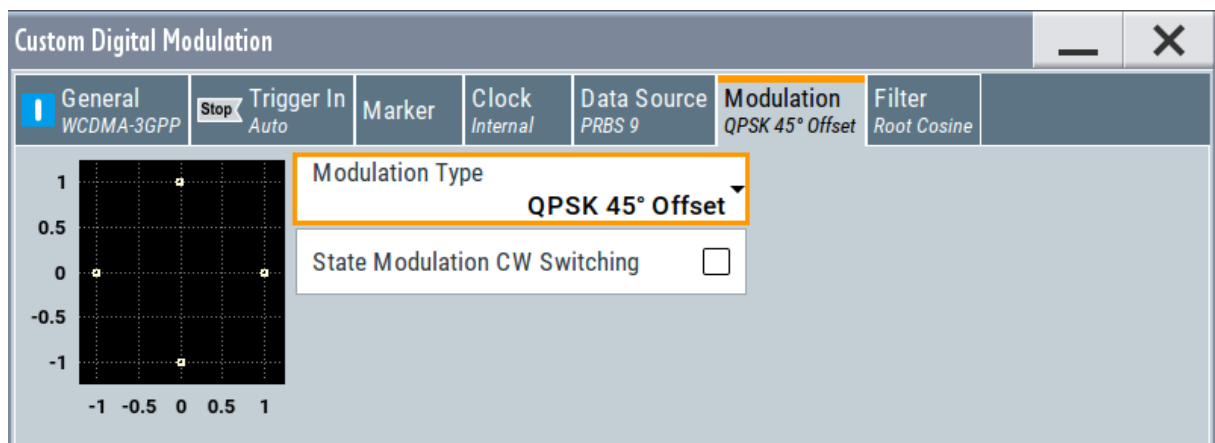 Custom Digital Modulation
General
WCDMA-3GPP
Stop
Trigger In
Auto
Marker
Clock
Internal
Data Source
PRBS 9
Modulation
QPSK 45° Offset
Filter
Root Cosine
1
0.5
0
-0.5
-1
-1 -0.5 0 0.5 1
Modulation Type
QPSK 45° Offset
State Modulation CW Switching